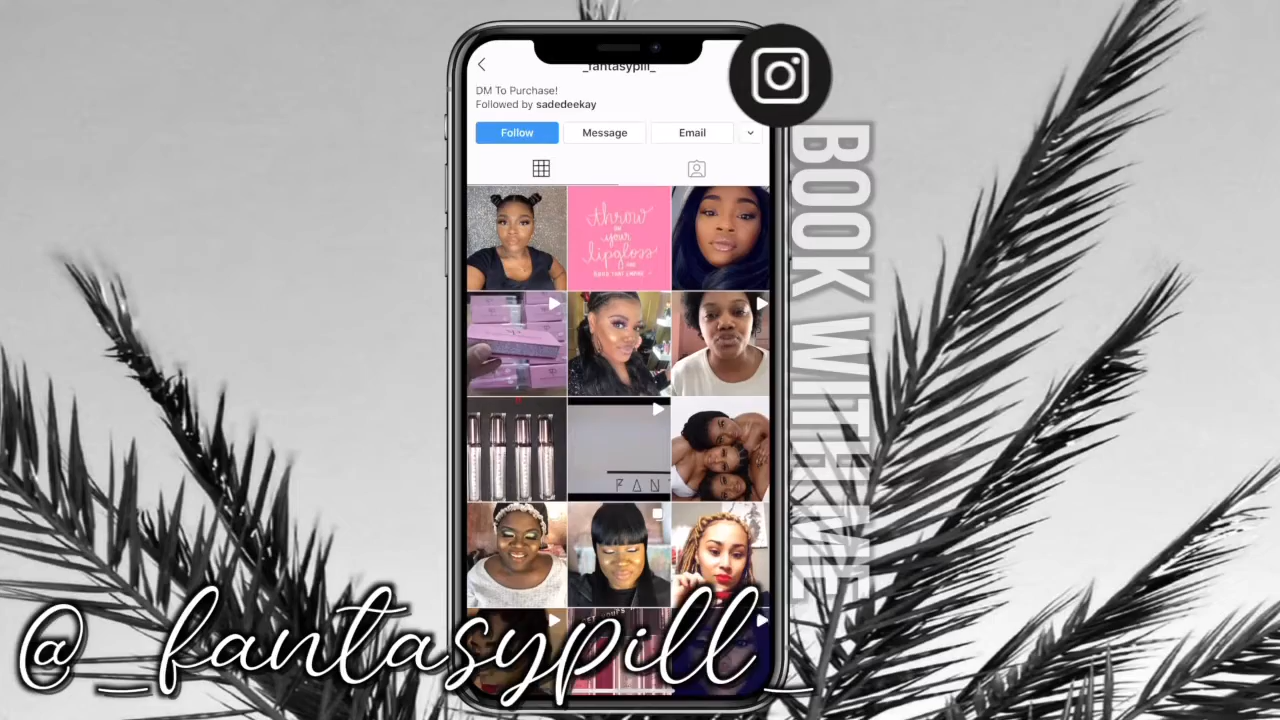 _fantasypill_
DM To Purchase!
Followed by sadedeekay
Follow
Message
Email
throw
on
your
lipgloss
and
FAN
BOOK WITH ME
@_fantasypill_